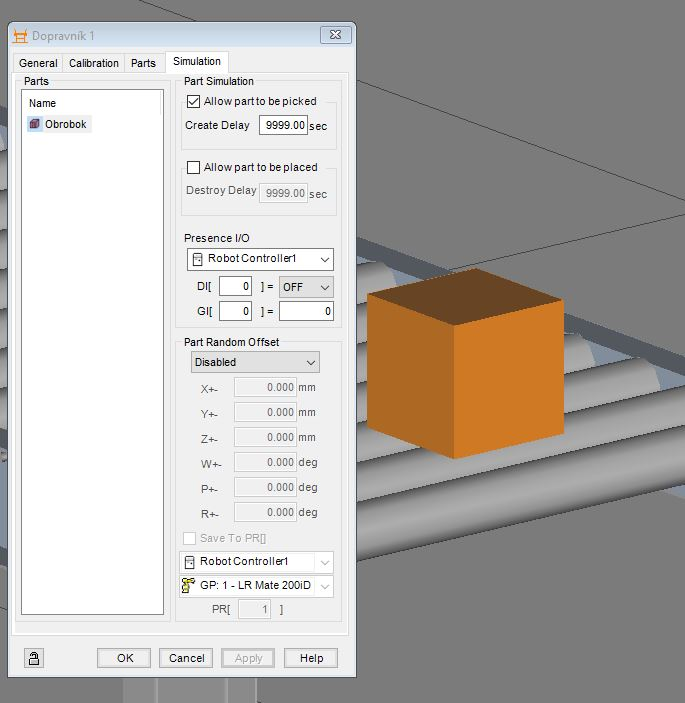 Dopravník 1
General Calibration Parts Simulation
Parts
Name
Obrobok
Part Simulation
Allow part to be picked
Create Delay 9999.00 sec
Allow part to be placed
Destroy Delay 9999.00 sec
Presence I/O
Robot Controller1
DI[ 0 ] = OFF
GI[ 0 ] = 0
Part Random Offset
Disabled
X+- 0.000 mm
Y+- 0.000 mm
Z+- 0.000 mm
W+- 0.000 deg
P+- 0.000 deg
R+- 0.000 deg
Save To PR[]
Robot Controller1
GP: 1 - LR Mate 200iD
PR[ 1 ]
OK Cancel Apply Help